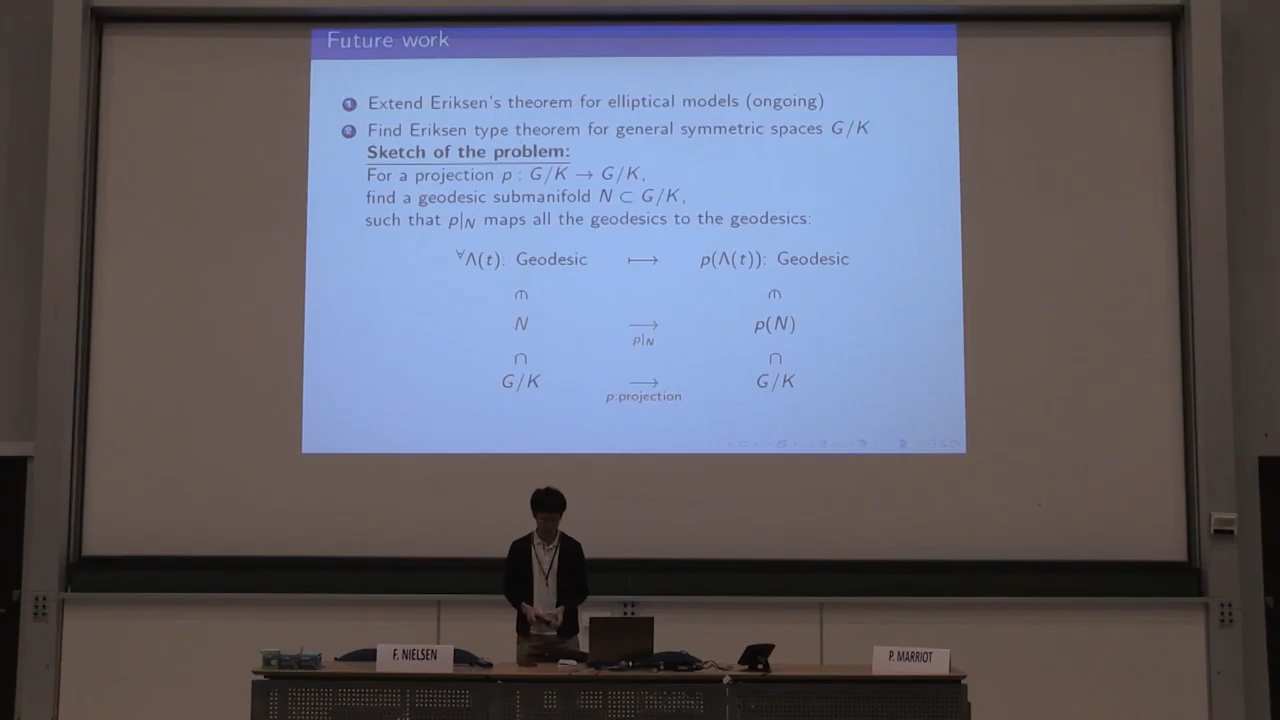 Future work
1 Extend Eriksen's theorem for elliptical models (ongoing)
2 Find Eriksen type theorem for general symmetric spaces G/K
Sketch of the problem:
For a projection p : G/K → G/K,
find a geodesic submanifold N ⊂ G/K,
such that p|N maps all the geodesics to the geodesics:
∀Λ(t): Geodesic ⟼ p(Λ(t)): Geodesic
N ⟶ p(N)
p|N
∩ ∩
G/K ⟶ G/K
p:projection
F. NIELSEN
P. MARRIOT